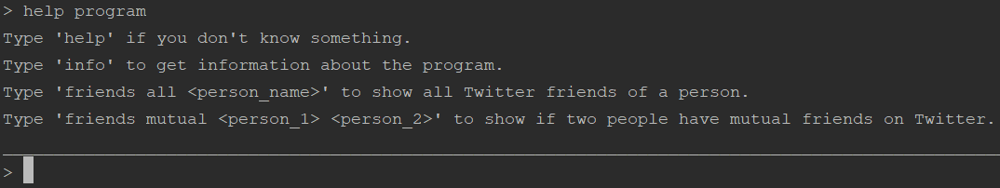 > help program
Type 'help' if you don't know something.
Type 'info' to get information about the program.
Type 'friends all <person_name>' to show all Twitter friends of a person.
Type 'friends mutual <person_1> <person_2>' to show if two people have mutual friends on Twitter.
>